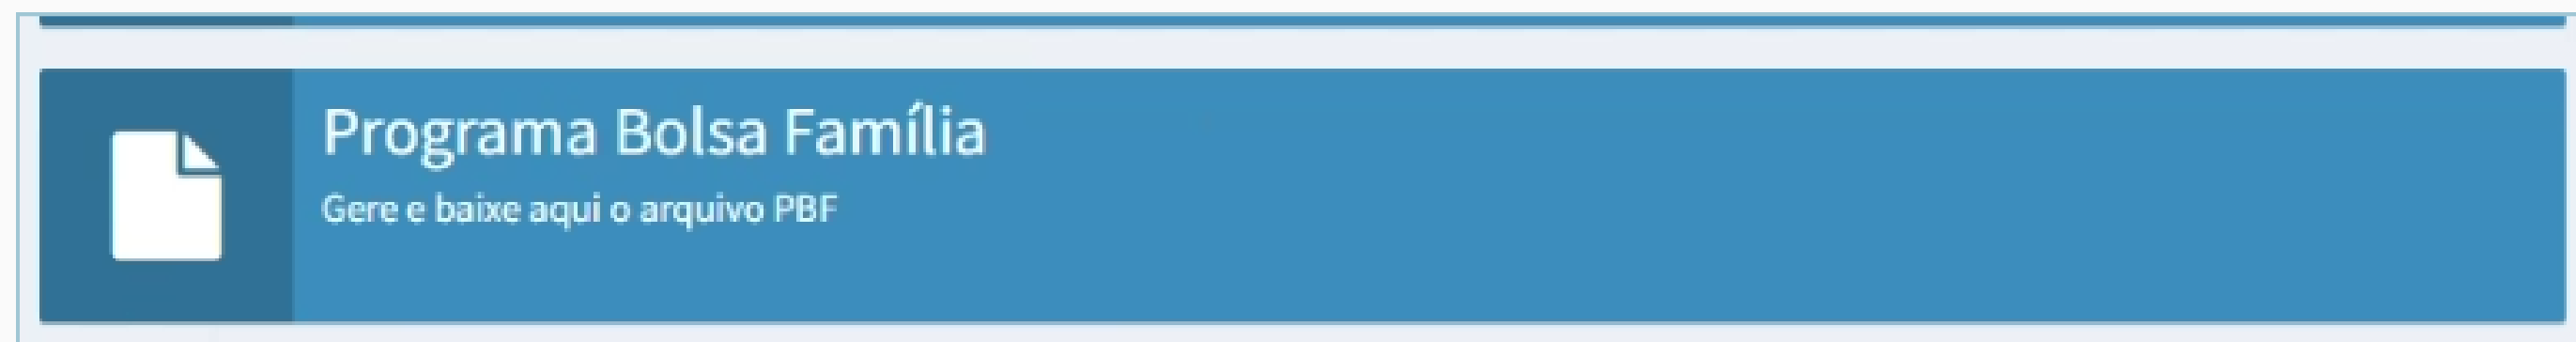 Programa Bolsa Família
Gere e baixe aqui o arquivo PBF